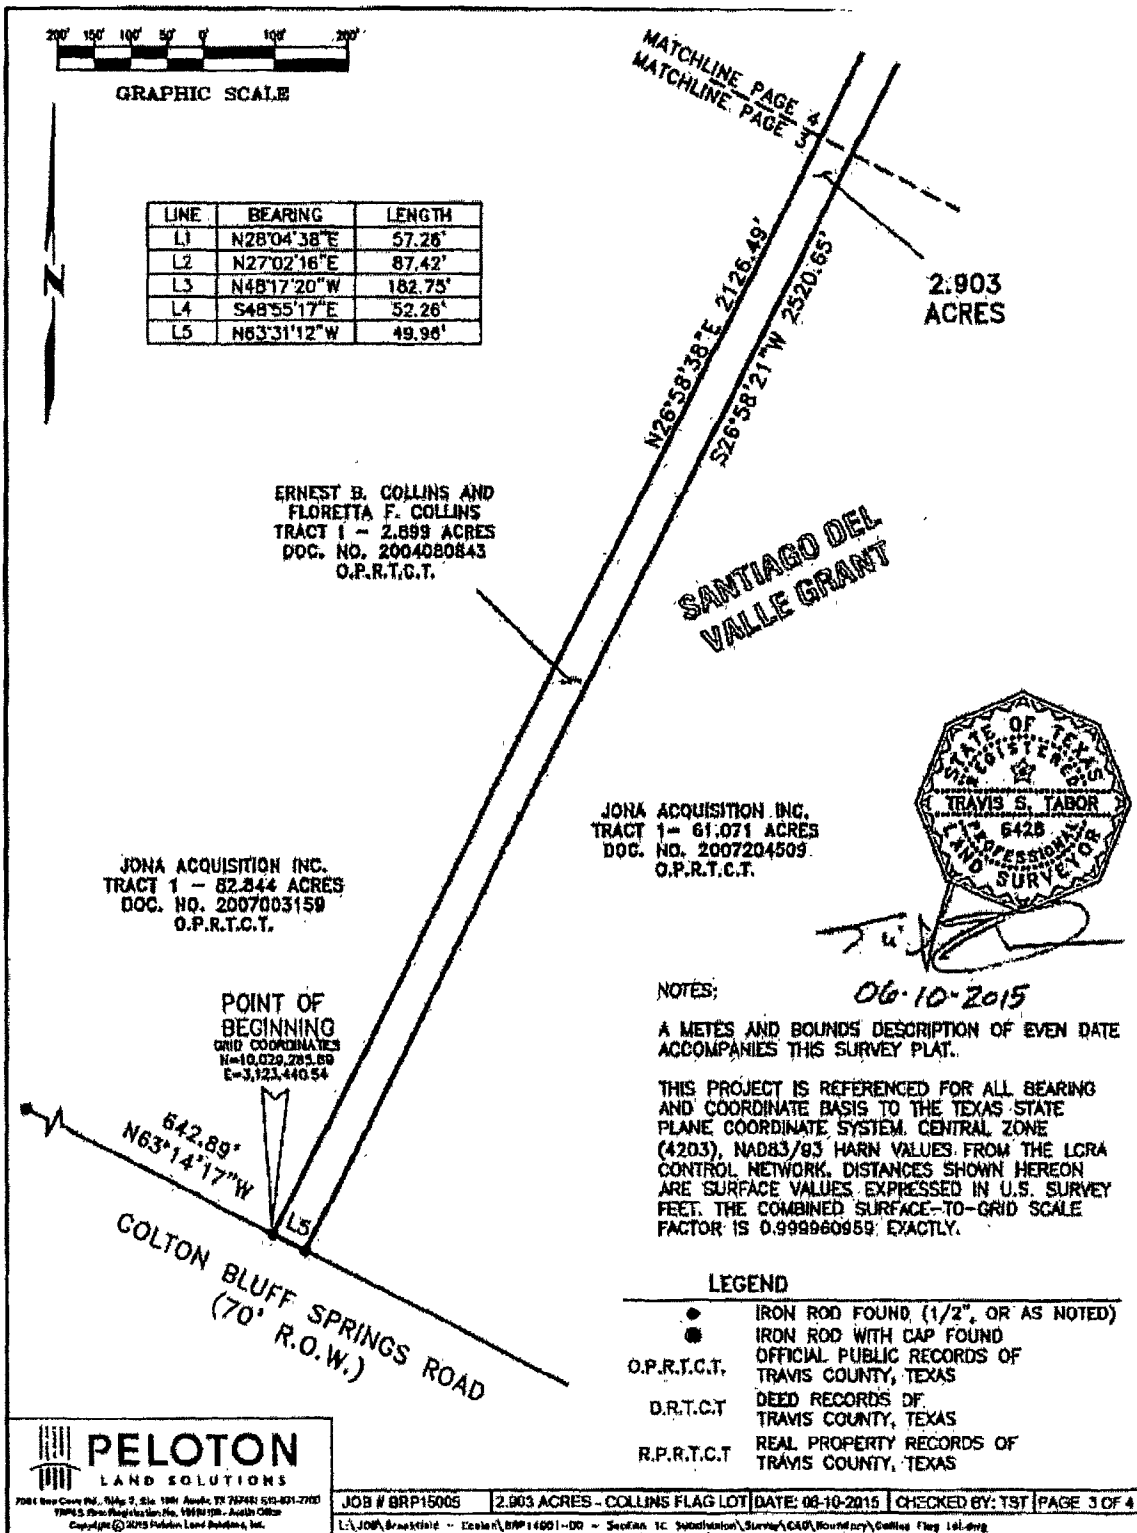 200' 150' 100' 50' 0' 100' 200'
GRAPHIC SCALE
MATCHLINE PAGE 4
MATCHLINE PAGE 3
LINE BEARING LENGTH
L1 N28°04'38"E 57.26'
L2 N27°02'16"E 87.42'
L3 N48°17'20"W 182.75'
L4 S48°55'17"E 52.26'
L5 N63°31'12"W 49.96'
Z
N26°58'38"E 2126.49'
S26°58'21"W 2520.65'
2.903
ACRES
ERNEST B. COLLINS AND
FLORETTA F. COLLINS
TRACT 1 - 2.899 ACRES
DOC. NO. 2004080843
O.P.R.T.C.T.
SANTIAGO DEL
VALLE GRANT
STATE OF TEXAS
REGISTERED
TRAVIS S. TABOR
6428
PROFESSIONAL
LAND SURVEYOR
JONA ACQUISITION INC.
TRACT 1- 61.071 ACRES
DOC. NO. 2007204509
O.P.R.T.C.T.
JONA ACQUISITION INC.
TRACT 1 - 82.844 ACRES
DOC. NO. 2007003159
O.P.R.T.C.T.
06-10-2015
POINT OF
BEGINNING
GRID COORDINATES
N=10,029,285.89
E=3,123,440.54
642.89'
N63°14'17"W
L5
COLTON BLUFF SPRINGS ROAD
(70' R.O.W.)
NOTES:
A METES AND BOUNDS DESCRIPTION OF EVEN DATE
ACCOMPANIES THIS SURVEY PLAT.
THIS PROJECT IS REFERENCED FOR ALL BEARING
AND COORDINATE BASIS TO THE TEXAS STATE
PLANE COORDINATE SYSTEM, CENTRAL ZONE
(4203), NAD83/93 HARN VALUES FROM THE LCRA
CONTROL NETWORK. DISTANCES SHOWN HEREON
ARE SURFACE VALUES EXPRESSED IN U.S. SURVEY
FEET. THE COMBINED SURFACE-TO-GRID SCALE
FACTOR IS 0.999960959 EXACTLY.
LEGEND
IRON ROD FOUND (1/2", OR AS NOTED)
IRON ROD WITH CAP FOUND
O.P.R.T.C.T. OFFICIAL PUBLIC RECORDS OF
TRAVIS COUNTY, TEXAS
D.R.T.C.T DEED RECORDS OF
TRAVIS COUNTY, TEXAS
R.P.R.T.C.T REAL PROPERTY RECORDS OF
TRAVIS COUNTY, TEXAS
PELOTON
LAND SOLUTIONS
JOB # BRP15005 2.903 ACRES - COLLINS FLAG LOT DATE: 06-10-2015 CHECKED BY: TST PAGE 3 OF 4